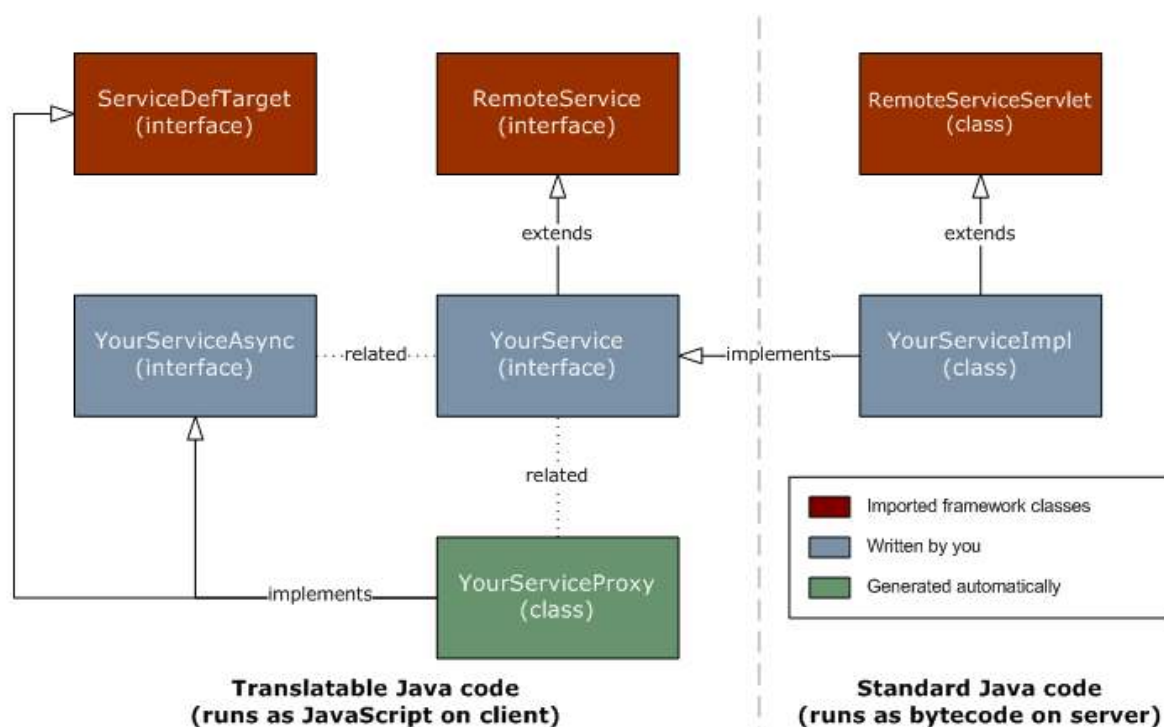 ServiceDefTarget
(interface)
RemoteService
(interface)
RemoteServiceServlet
(class)
extends
extends
YourServiceAsync
(interface)
related
YourService
(interface)
implements
YourServiceImpl
(class)
related
Imported framework classes
Written by you
Generated automatically
implements
YourServiceProxy
(class)
Translatable Java code
(runs as JavaScript on client)
Standard Java code
(runs as bytecode on server)